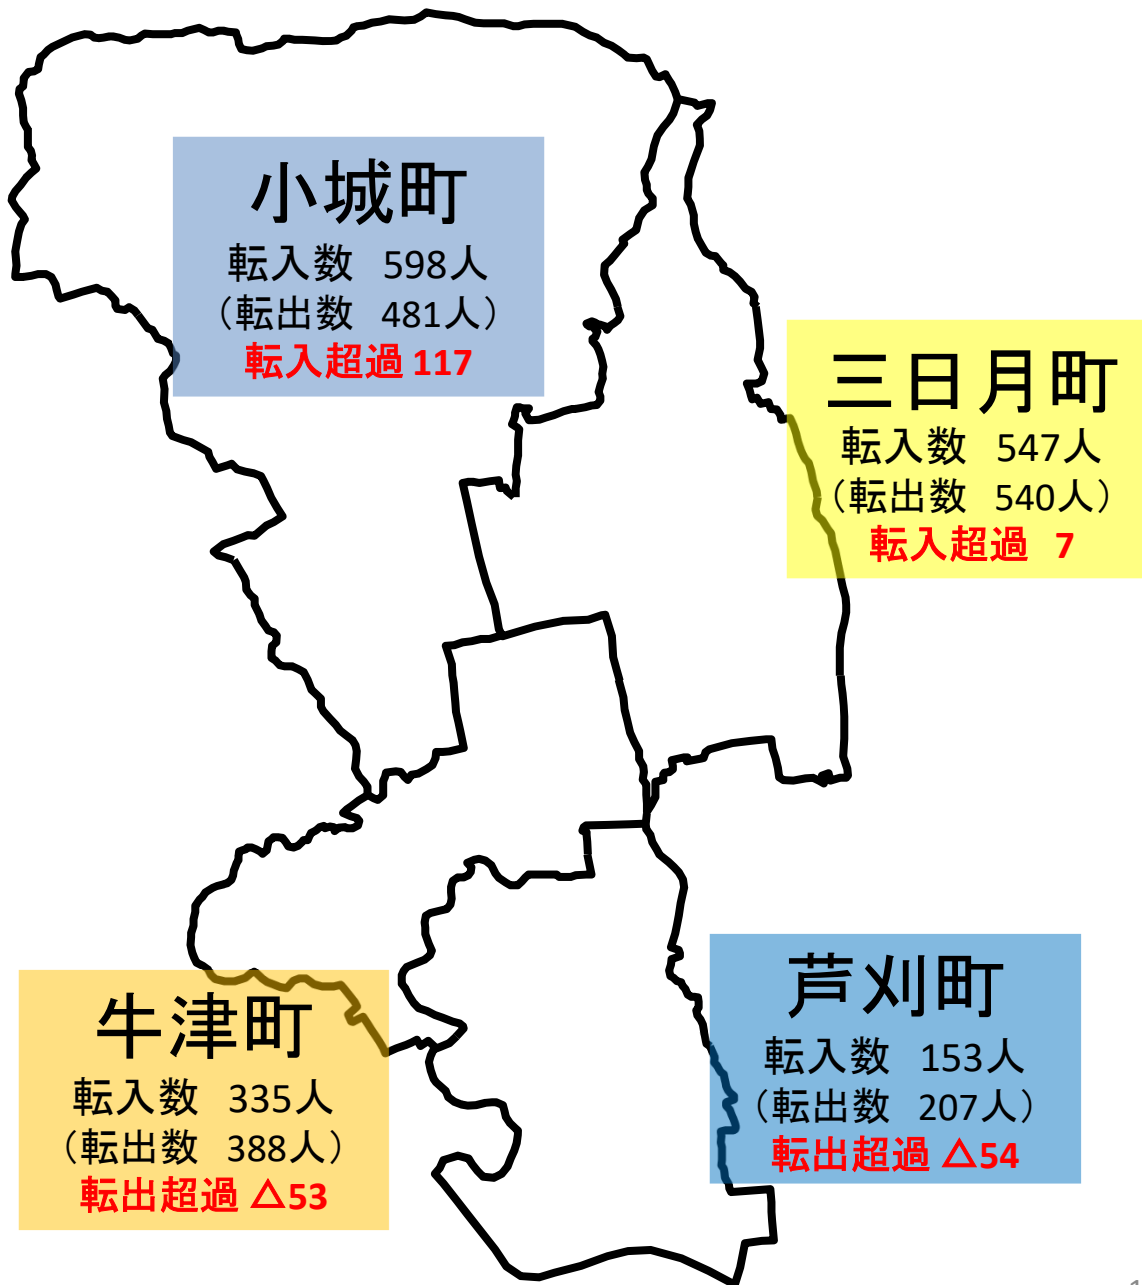 小城町
転入数 598人
（転出数 481人）
転入超過 117
三日月町
転入数 547人
（転出数 540人）
転入超過 7
牛津町
転入数 335人
（転出数 388人）
転出超過 △53
芦刈町
転入数 153人
（転出数 207人）
転出超過 △54